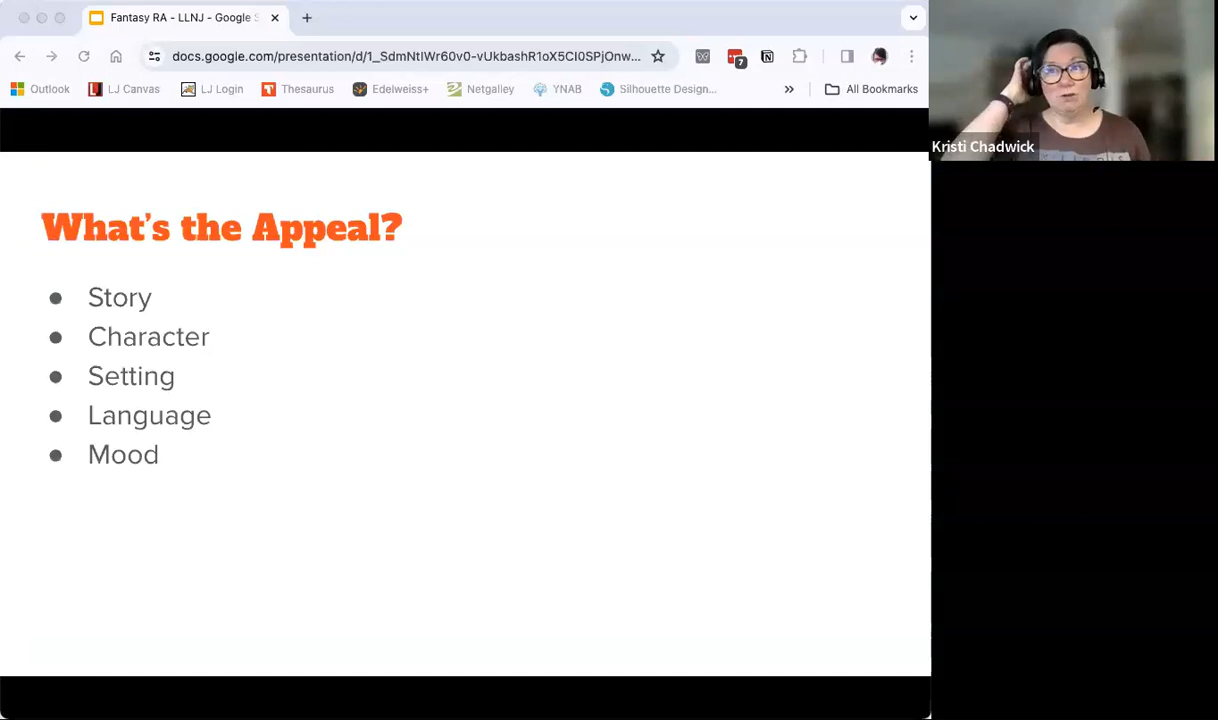 Fantasy RA - LLNJ - Google S
docs.google.com/presentation/d/1_SdmNtlWr60v0-vUkbashR1oX5CI0SPjOnw...
7
Outlook
LJ Canvas
LJ Login
Thesaurus
Edelweiss+
Netgalley
YNAB
Silhouette Design...
»
All Bookmarks
Kristi Chadwick
What's the Appeal?
● Story
● Character
● Setting
● Language
● Mood